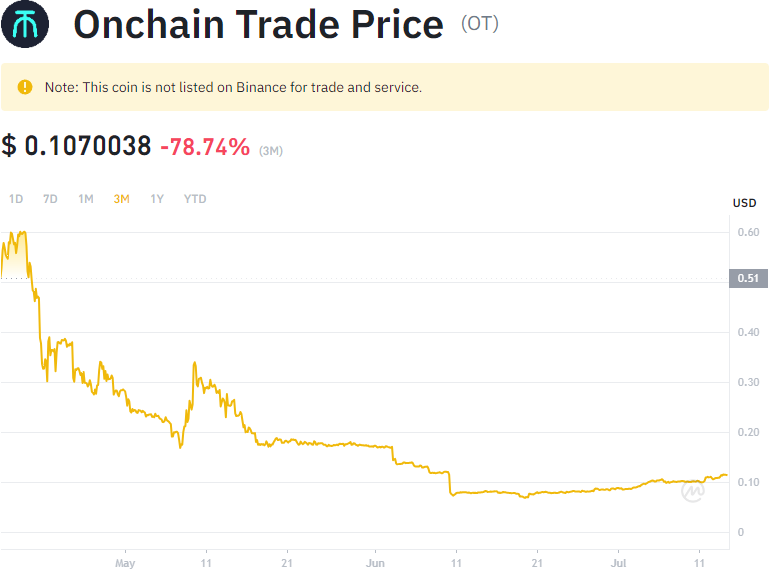 Onchain Trade Price (OT)
Note: This coin is not listed on Binance for trade and service.
$ 0.1070038 -78.74% (3M)
1D 7D 1M 3M 1Y YTD
USD
0.60
0.51
0.40
0.30
0.20
0.10
0
May 11 21 Jun 11 21 Jul 11